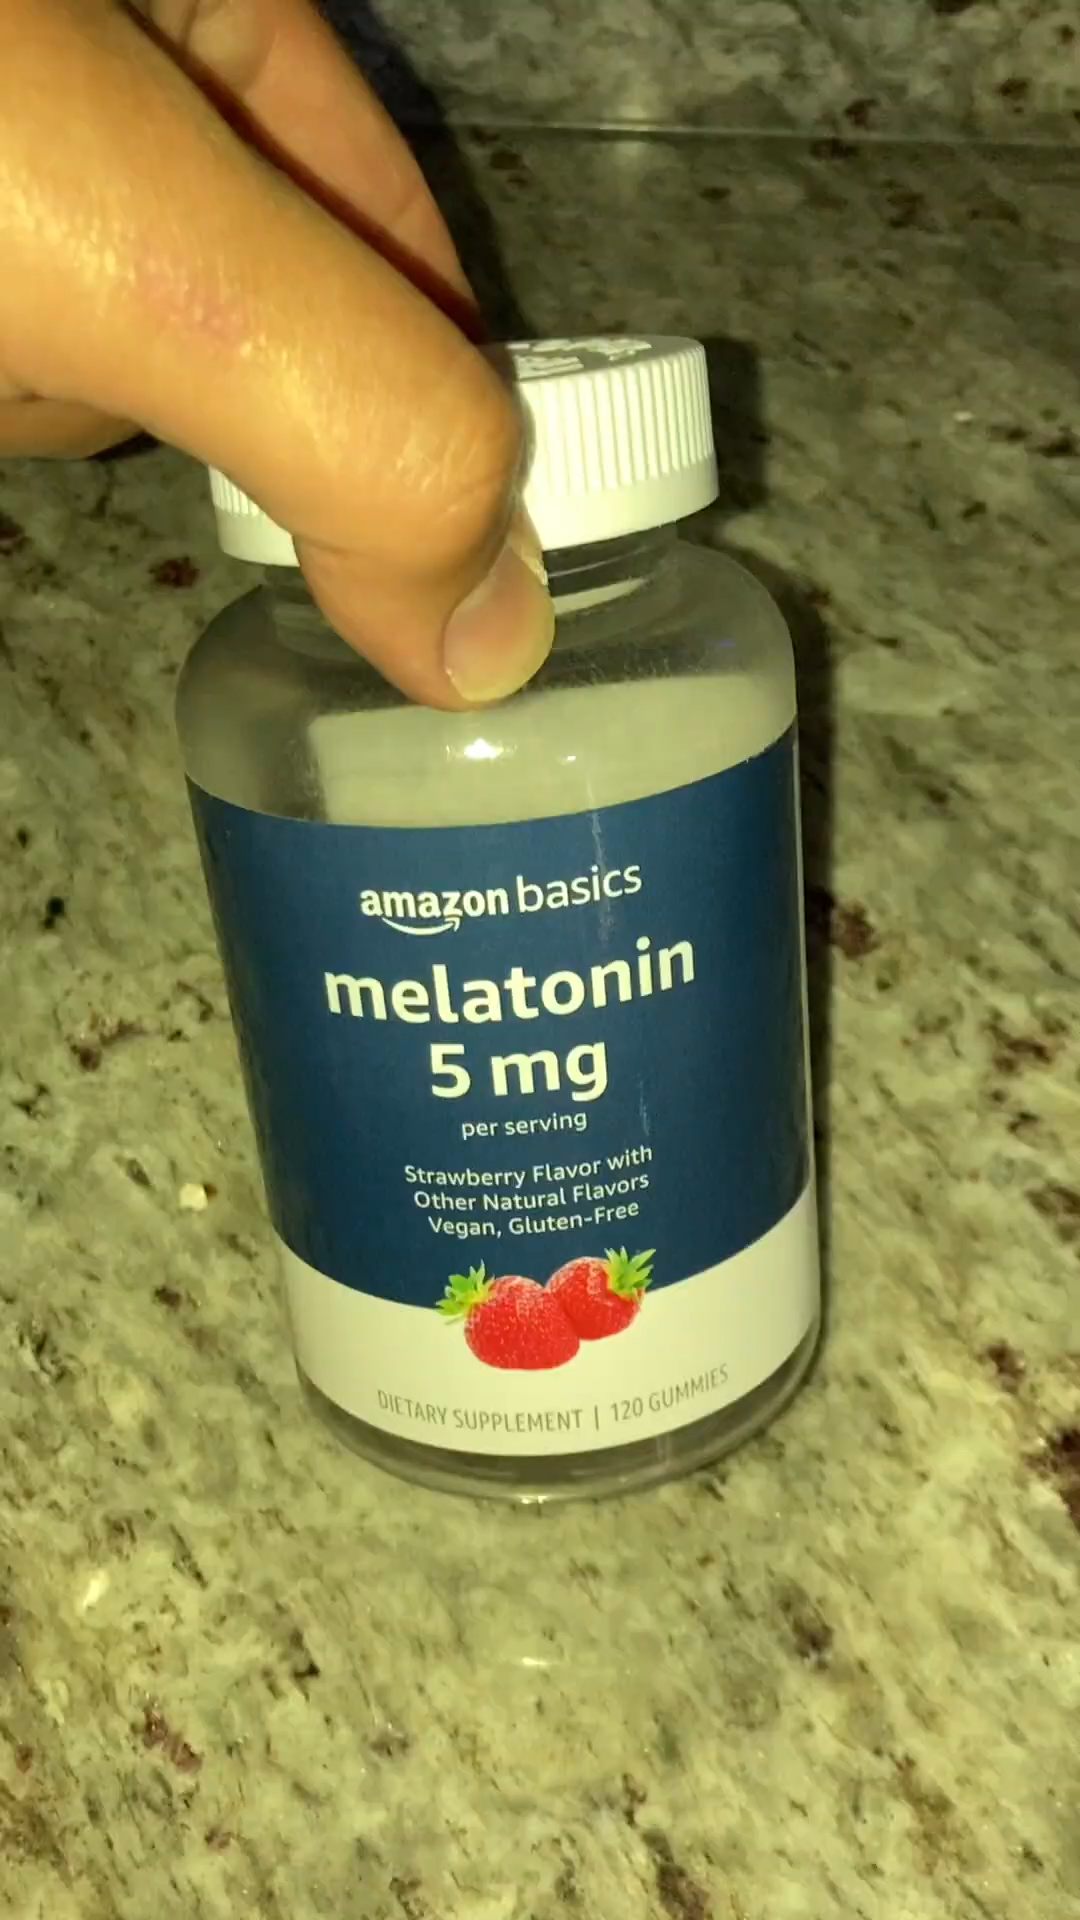 amazon basics
melatonin
5 mg
per serving
Strawberry Flavor with
Other Natural Flavors
Vegan, Gluten-Free
DIETARY SUPPLEMENT | 120 GUMMIES